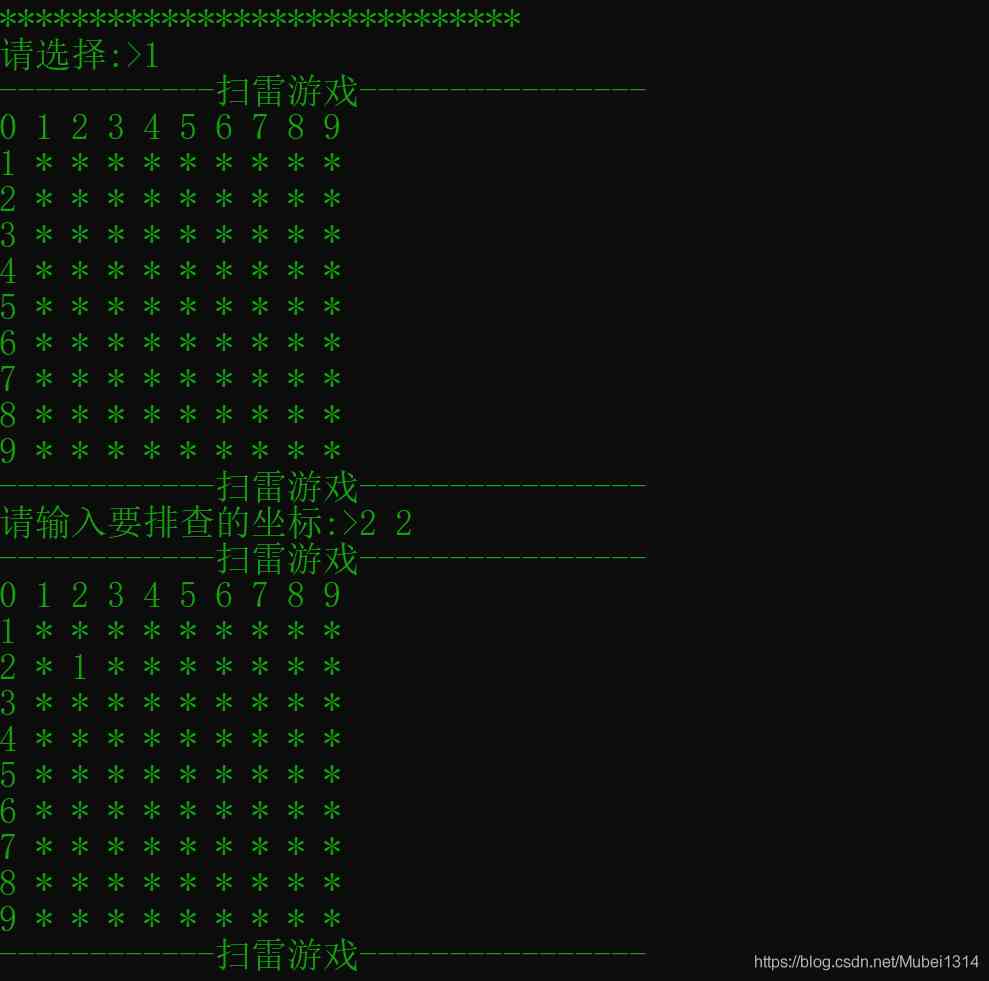 *****************************
请选择:>1
------------扫雷游戏----------------
0 1 2 3 4 5 6 7 8 9
1 * * * * * * * * *
2 * * * * * * * * *
3 * * * * * * * * *
4 * * * * * * * * *
5 * * * * * * * * *
6 * * * * * * * * *
7 * * * * * * * * *
8 * * * * * * * * *
9 * * * * * * * * *
------------扫雷游戏----------------
请输入要排查的坐标:>2 2
------------扫雷游戏----------------
0 1 2 3 4 5 6 7 8 9
1 * * * * * * * * *
2 * 1 * * * * * * *
3 * * * * * * * * *
4 * * * * * * * * *
5 * * * * * * * * *
6 * * * * * * * * *
7 * * * * * * * * *
8 * * * * * * * * *
9 * * * * * * * * *
------------扫雷游戏----------------
https://blog.csdn.net/Mubei1314